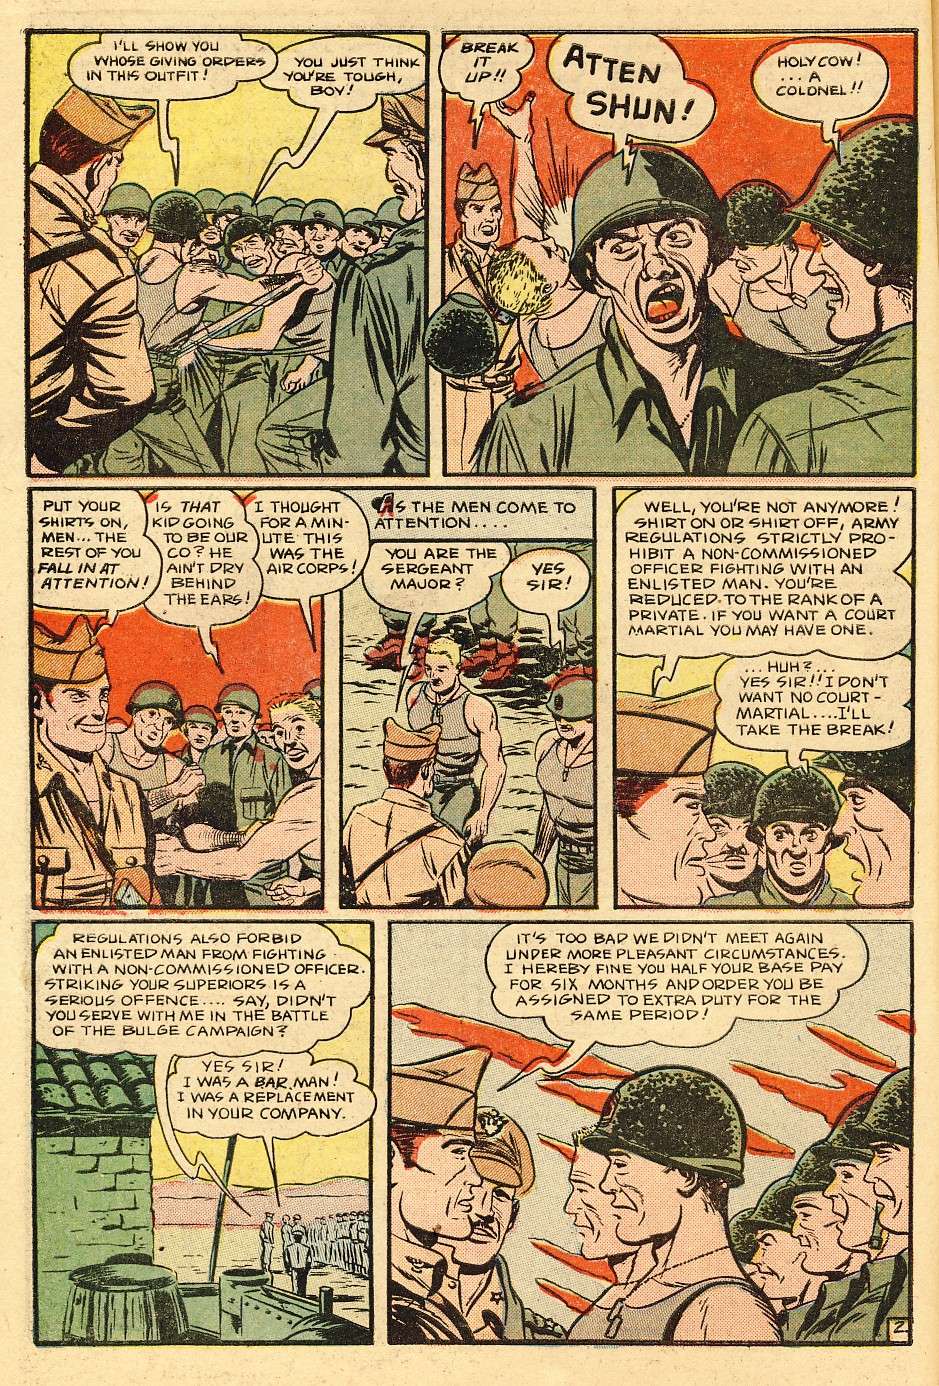 I'LL SHOW YOU
WHOSE GIVING ORDERS
IN THIS OUTFIT!
YOU JUST THINK
YOU'RE TOUGH,
BOY!
BREAK
IT
UP!!
ATTEN
SHUN!
HOLY COW!
... A
COLONEL!!
PUT YOUR
SHIRTS ON,
MEN... THE
REST OF YOU
FALL IN AT
ATTENTION!
IS THAT
KID GOING
TO BE OUR
CO? HE
AIN'T DRY
BEHIND
THE EARS!
I THOUGHT
FOR A MIN-
UTE THIS
WAS THE
AIR CORPS!
AS THE MEN COME TO
ATTENTION....
YOU ARE THE
SERGEANT
MAJOR?
YES
SIR!
WELL, YOU'RE NOT ANYMORE!
SHIRT ON OR SHIRT OFF, ARMY
REGULATIONS STRICTLY PRO-
HIBIT A NON-COMMISSIONED
OFFICER FIGHTING WITH AN
ENLISTED MAN. YOU'RE
REDUCED TO THE RANK OF A
PRIVATE. IF YOU WANT A COURT
MARTIAL YOU MAY HAVE ONE.
...HUH?...
YES SIR!! I DON'T
WANT NO COURT-
MARTIAL....I'LL
TAKE THE BREAK!
REGULATIONS ALSO FORBID
AN ENLISTED MAN FROM FIGHTING
WITH A NON-COMMISSIONED OFFICER.
STRIKING YOUR SUPERIORS IS A
SERIOUS OFFENCE.... SAY, DIDN'T
YOU SERVE WITH ME IN THE BATTLE
OF THE BULGE CAMPAIGN?
YES SIR!
I WAS A BAR MAN!
I WAS A REPLACEMENT
IN YOUR COMPANY.
IT'S TOO BAD WE DIDN'T MEET AGAIN
UNDER MORE PLEASANT CIRCUMSTANCES.
I HEREBY FINE YOU HALF YOUR BASE PAY
FOR SIX MONTHS AND ORDER YOU BE
ASSIGNED TO EXTRA DUTY FOR THE
SAME PERIOD!
2